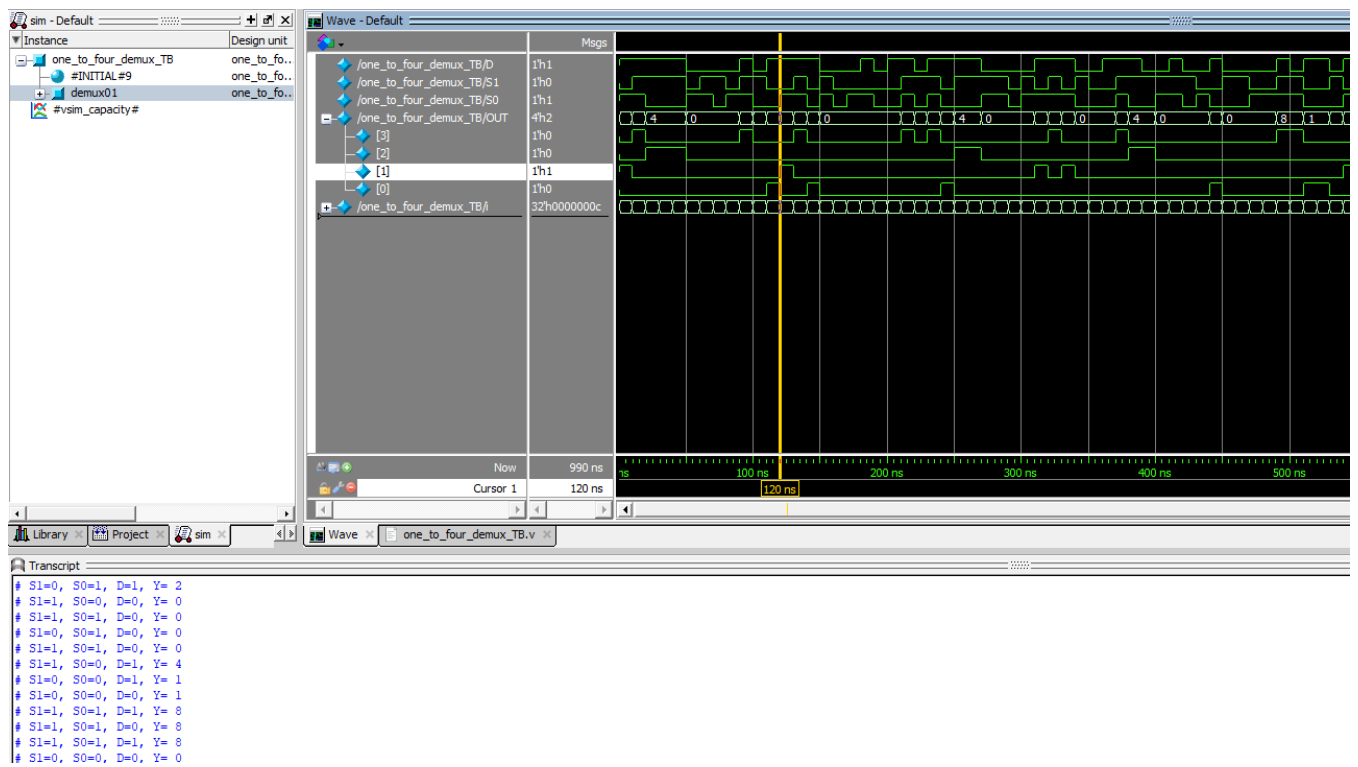 sim - Default
Instance Design unit
one_to_four_demux_TB one_to_fo..
#INITIAL#9 one_to_fo..
demux01 one_to_fo..
#vsim_capacity#
Library Project sim
Wave - Default
Msgs
/one_to_four_demux_TB/D 1'h1
/one_to_four_demux_TB/S1 1'h0
/one_to_four_demux_TB/S0 1'h1
/one_to_four_demux_TB/OUT 4'h2 4 0 0 4 0 0 4 0 0 8 1
[3] 1'h0
[2] 1'h0
[1] 1'h1
[0] 1'h0
/one_to_four_demux_TB/i 32'h0000000c
Now 990 ns ns 100 ns 200 ns 300 ns 400 ns 500 ns
Cursor 1 120 ns 120 ns
Wave one_to_four_demux_TB.v
Transcript
# S1=0, S0=1, D=1, Y= 2
# S1=1, S0=0, D=0, Y= 0
# S1=1, S0=1, D=0, Y= 0
# S1=0, S0=1, D=0, Y= 0
# S1=1, S0=1, D=0, Y= 0
# S1=1, S0=0, D=1, Y= 4
# S1=0, S0=0, D=1, Y= 1
# S1=0, S0=0, D=0, Y= 1
# S1=1, S0=1, D=1, Y= 8
# S1=1, S0=1, D=0, Y= 8
# S1=1, S0=1, D=1, Y= 8
# S1=0, S0=0, D=0, Y= 0